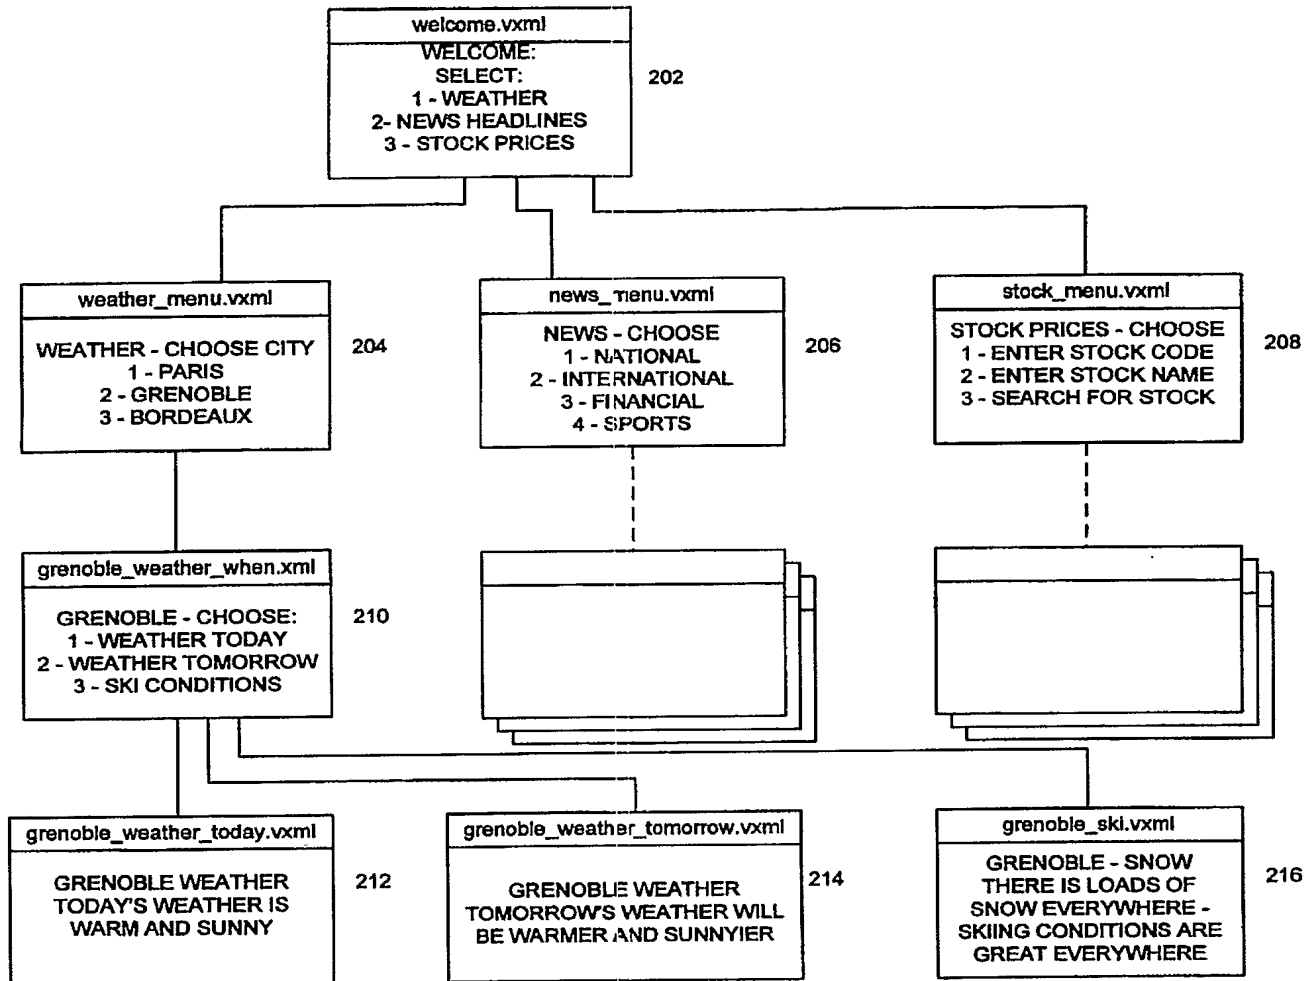 welcome.vxml
WELCOME:
SELECT:
1 - WEATHER
2- NEWS HEADLINES
3 - STOCK PRICES
202
weather_menu.vxml
WEATHER - CHOOSE CITY
1 - PARIS
2 - GRENOBLE
3 - BORDEAUX
204
news_menu.vxml
NEWS - CHOOSE
1 - NATIONAL
2 - INTERNATIONAL
3 - FINANCIAL
4 - SPORTS
206
stock_menu.vxml
STOCK PRICES - CHOOSE
1 - ENTER STOCK CODE
2 - ENTER STOCK NAME
3 - SEARCH FOR STOCK
208
grenoble_weather_when.xml
GRENOBLE - CHOOSE:
1 - WEATHER TODAY
2 - WEATHER TOMORROW
3 - SKI CONDITIONS
210
grenoble_weather_today.vxml
GRENOBLE WEATHER
TODAY'S WEATHER IS
WARM AND SUNNY
212
grenoble_weather_tomorrow.vxml
GRENOBLE WEATHER
TOMORROW'S WEATHER WILL
BE WARMER AND SUNNYIER
214
grenoble_ski.vxml
GRENOBLE - SNOW
THERE IS LOADS OF
SNOW EVERYWHERE -
SKIING CONDITIONS ARE
GREAT EVERYWHERE
216